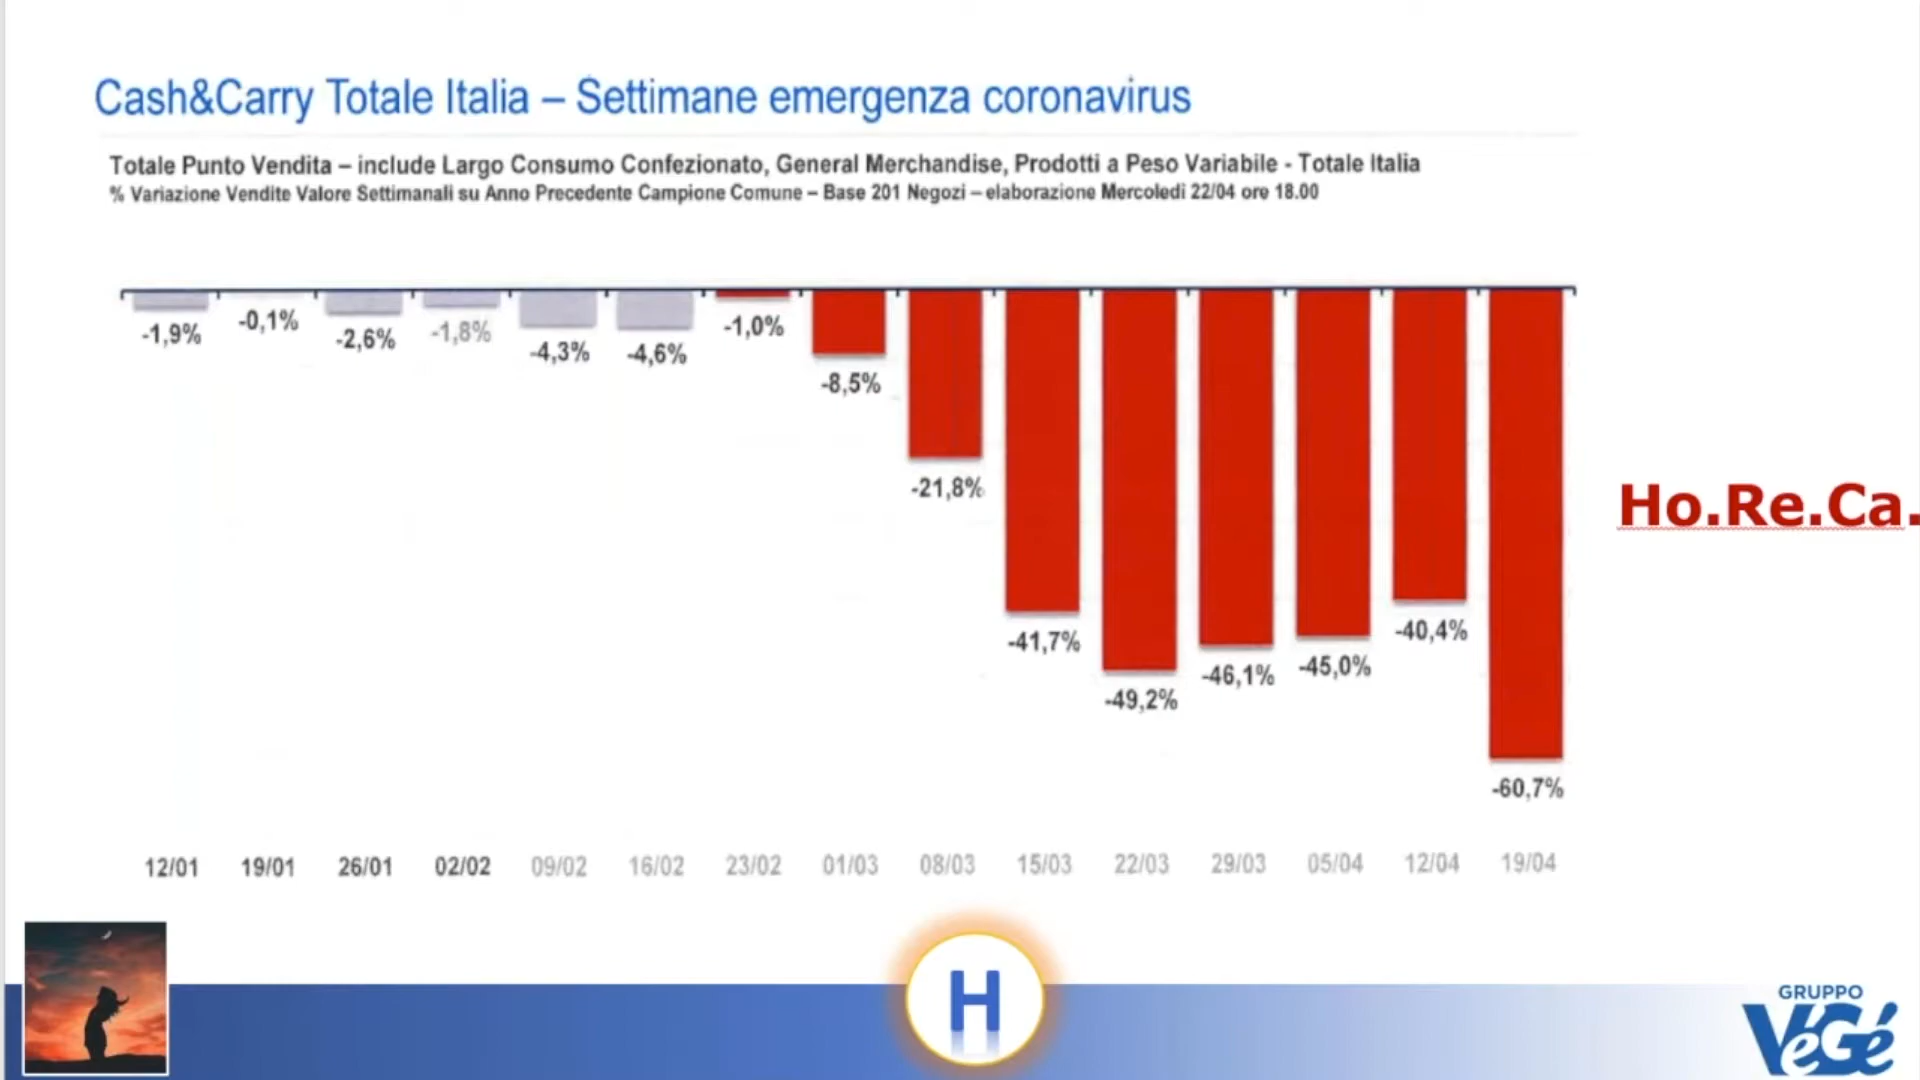 Cash&Carry Totale Italia – Settimane emergenza coronavirus
Totale Punto Vendita – include Largo Consumo Confezionato, General Merchandise, Prodotti a Peso Variabile - Totale Italia
% Variazione Vendite Valore Settimanali su Anno Precedente Campione Comune – Base 201 Negozi – elaborazione Mercoledì 22/04 ore 18.00
-1,9% -0,1% -2,6% -1,8% -4,3% -4,6% -1,0% -8,5% -21,8% -41,7% -49,2% -46,1% -45,0% -40,4% -60,7%
Ho.Re.Ca.
12/01 19/01 26/01 02/02 09/02 16/02 23/02 01/03 08/03 15/03 22/03 29/03 05/04 12/04 19/04
H
GRUPPO
VéGé